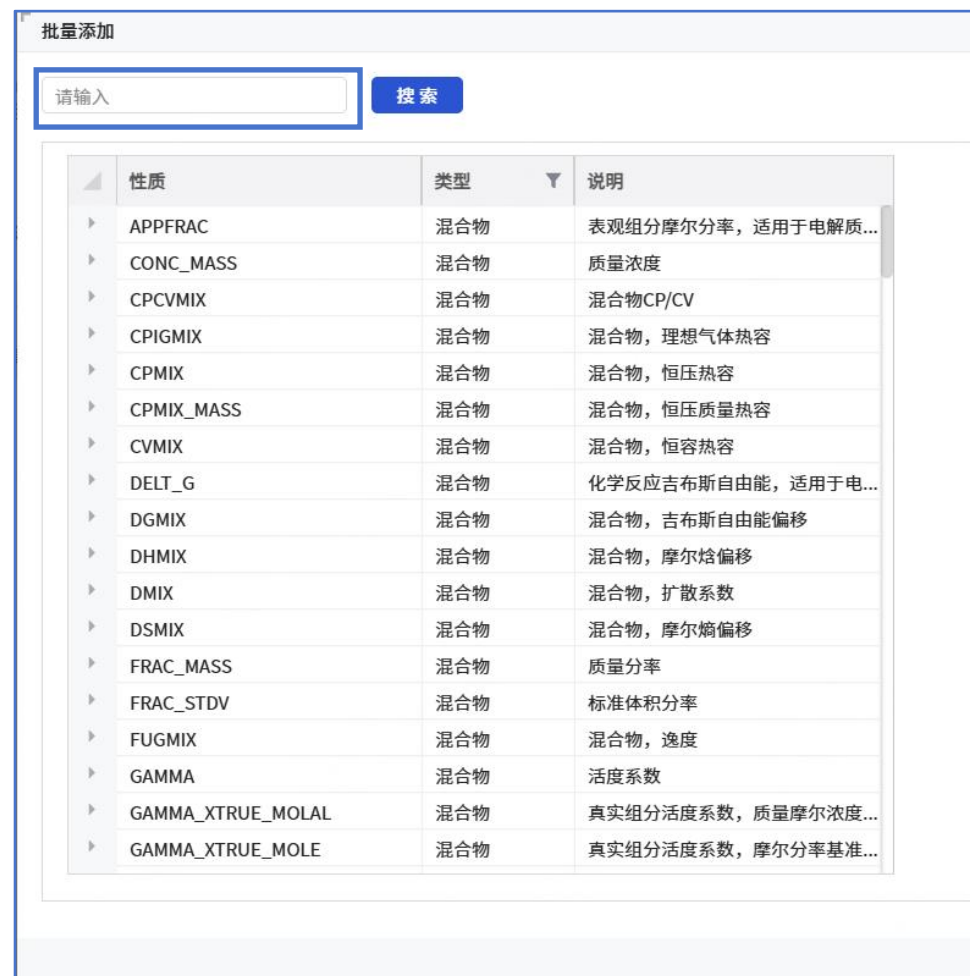 批量添加
请输入 搜索
性质 类型 说明
APPFRAC 混合物 表观组分摩尔分率，适用于电解质...
CONC_MASS 混合物 质量浓度
CPCVMIX 混合物 混合物CP/CV
CPIGMIX 混合物 混合物，理想气体热容
CPMIX 混合物 混合物，恒压热容
CPMIX_MASS 混合物 混合物，恒压质量热容
CVMIX 混合物 混合物，恒容热容
DELT_G 混合物 化学反应吉布斯自由能，适用于电...
DGMIX 混合物 混合物，吉布斯自由能偏移
DHMIX 混合物 混合物，摩尔焓偏移
DMIX 混合物 混合物，扩散系数
DSMIX 混合物 混合物，摩尔熵偏移
FRAC_MASS 混合物 质量分率
FRAC_STDV 混合物 标准体积分率
FUGMIX 混合物 混合物，逸度
GAMMA 混合物 活度系数
GAMMA_XTRUE_MOLAL 混合物 真实组分活度系数，质量摩尔浓度...
GAMMA_XTRUE_MOLE 混合物 真实组分活度系数，摩尔分率基准...